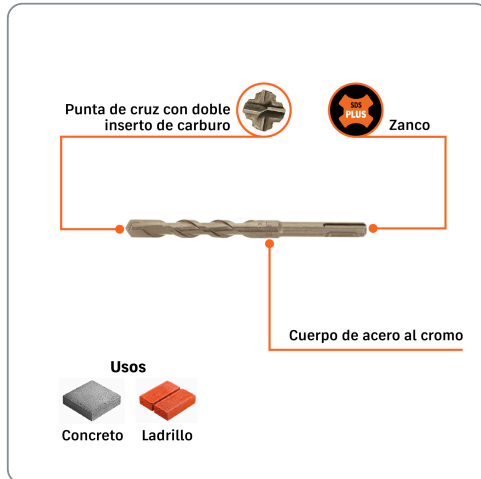 Punta de cruz con doble
inserto de carburo
SDS
PLUS
Zanco
Cuerpo de acero al cromo
Usos
Concreto
Ladrillo